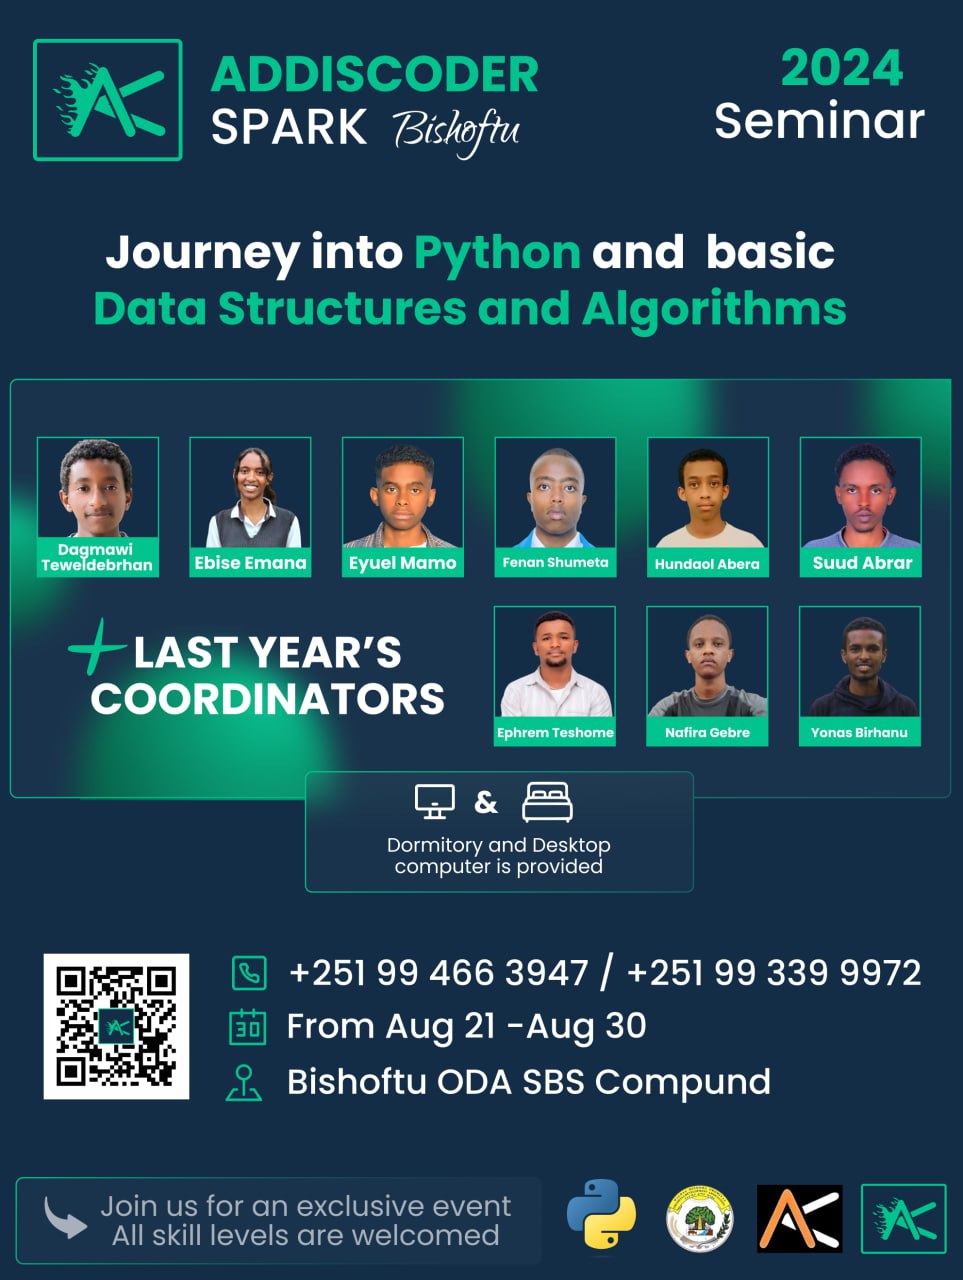 ADDISCODER
SPARK Bishoftu
2024
Seminar
Journey into Python and basic
Data Structures and Algorithms
Dagmawi
Teweldebrhan
Ebise Emana
Eyuel Mamo
Fenan Shumeta
Hundaol Abera
Suud Abrar
+LAST YEAR’S
COORDINATORS
Ephrem Teshome
Nafira Gebre
Yonas Birhanu
&
Dormitory and Desktop
computer is provided
+251 99 466 3947 / +251 99 339 9972
30
From Aug 21 -Aug 30
Bishoftu ODA SBS Compund
Join us for an exclusive event
All skill levels are welcomed